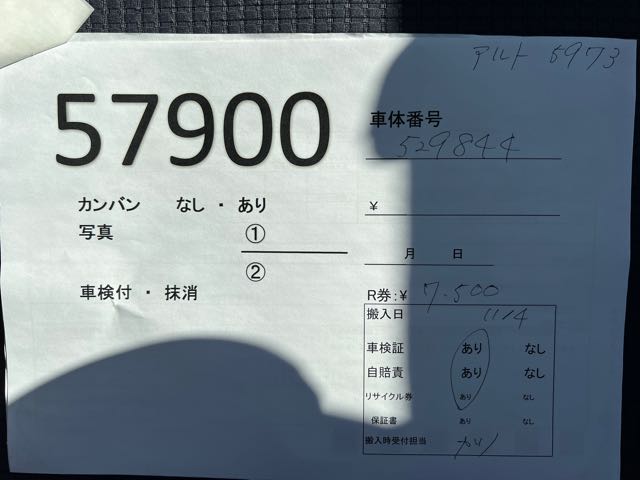 アルト 5973
57900
車体番号
529844
カンバン なし ・ あり
¥
写真 ①
②
月 日
車検付 ・ 抹消
R券:¥ 7.500
搬入日 11/4
車検証 あり なし
自賠責 あり なし
リサイクル券 あり なし
保証書 あり なし
搬入時受付担当